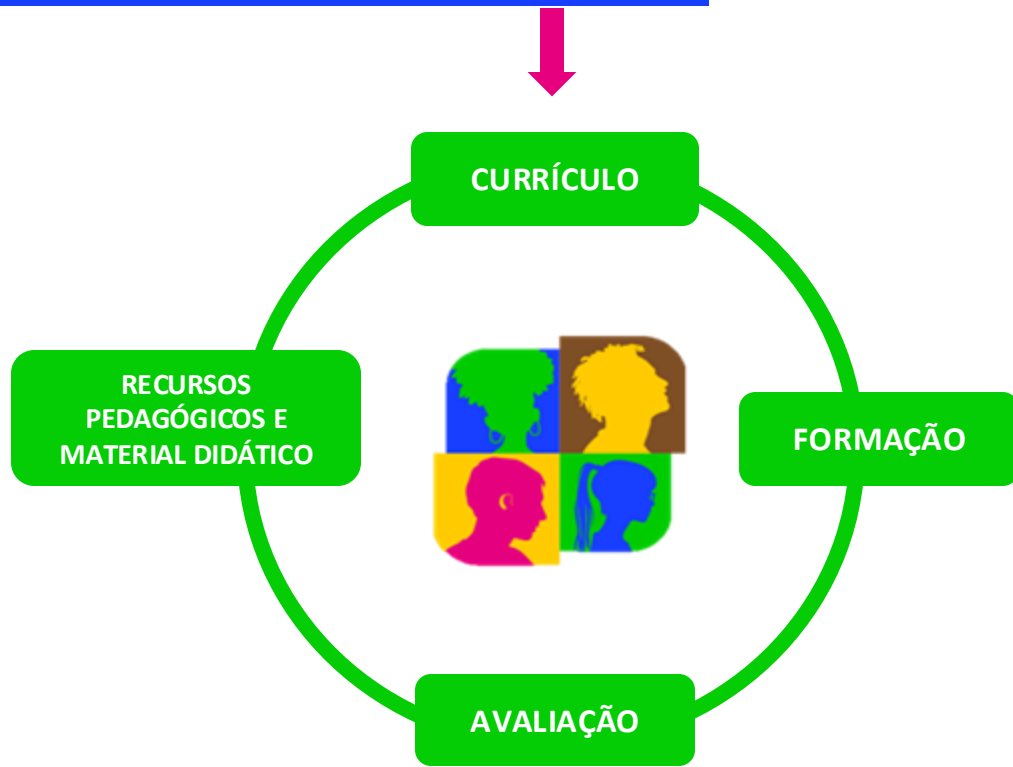 CURRÍCULO
RECURSOS
PEDAGÓGICOS E
MATERIAL DIDÁTICO
FORMAÇÃO
AVALIAÇÃO